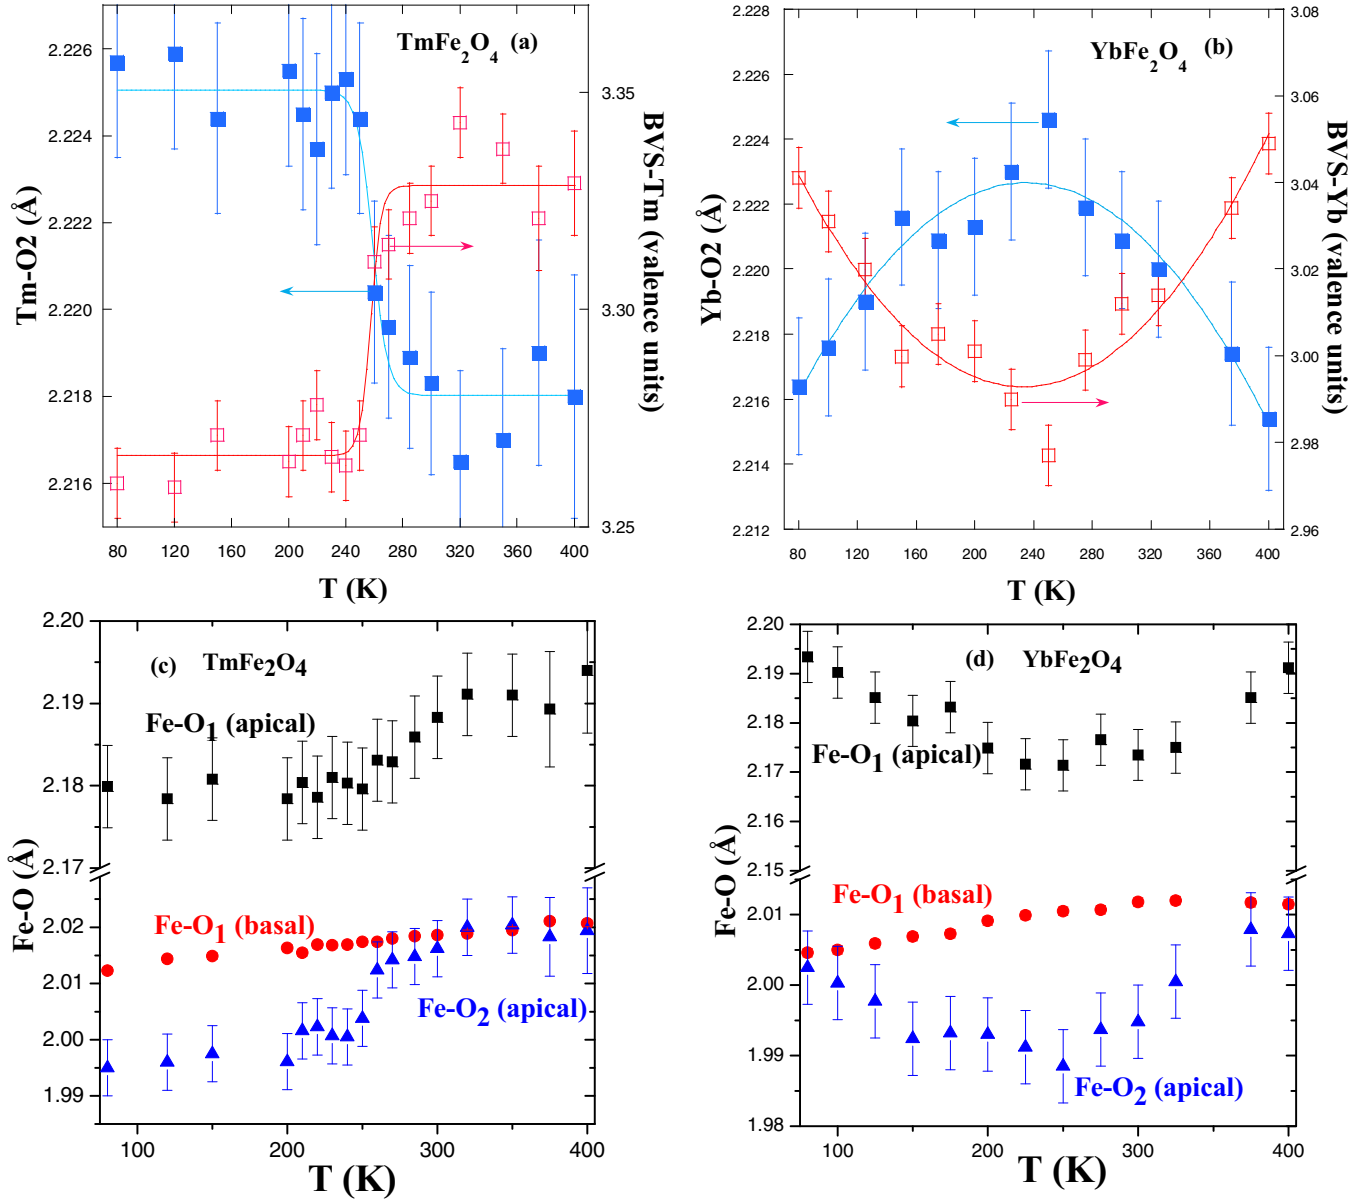 TmFe2O4 (a)
2.226
2.224
2.222
2.220
2.218
2.216
Tm-O2 (Å)
3.35
3.30
3.25
BVS-Tm (valence units)
80 120 160 200 240 280 320 360 400
T (K)
YbFe2O4 (b)
2.228
2.226
2.224
2.222
2.220
2.218
2.216
2.214
2.212
Yb-O2 (Å)
3.08
3.06
3.04
3.02
3.00
2.98
2.96
BVS-Yb (valence units)
80 120 160 200 240 280 320 360 400
T (K)
(c) TmFe2O4
2.20
2.19
2.18
2.17
2.02
2.01
2.00
1.99
Fe-O (Å)
Fe-O1 (apical)
Fe-O1 (basal)
Fe-O2 (apical)
100 200 300 400
T (K)
(d) YbFe2O4
2.20
2.19
2.18
2.17
2.16
2.15
2.01
2.00
1.99
1.98
Fe-O (Å)
Fe-O1 (apical)
Fe-O1 (basal)
Fe-O2 (apical)
100 200 300 400
T (K)